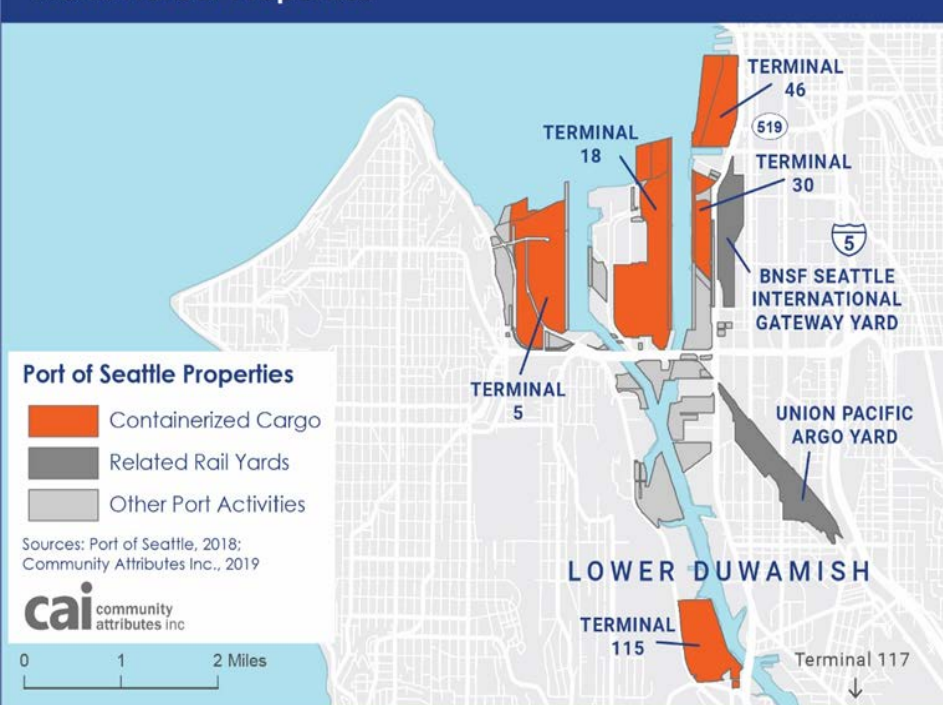 TERMINAL
46
519
TERMINAL
18
TERMINAL
30
5
BNSF SEATTLE
INTERNATIONAL
GATEWAY YARD
TERMINAL
5
UNION PACIFIC
ARGO YARD
Port of Seattle Properties
Containerized Cargo
Related Rail Yards
Other Port Activities
Sources: Port of Seattle, 2018;
Community Attributes Inc., 2019
cai community
attributes inc
LOWER DUWAMISH
TERMINAL
115
Terminal 117
0 1 2 Miles